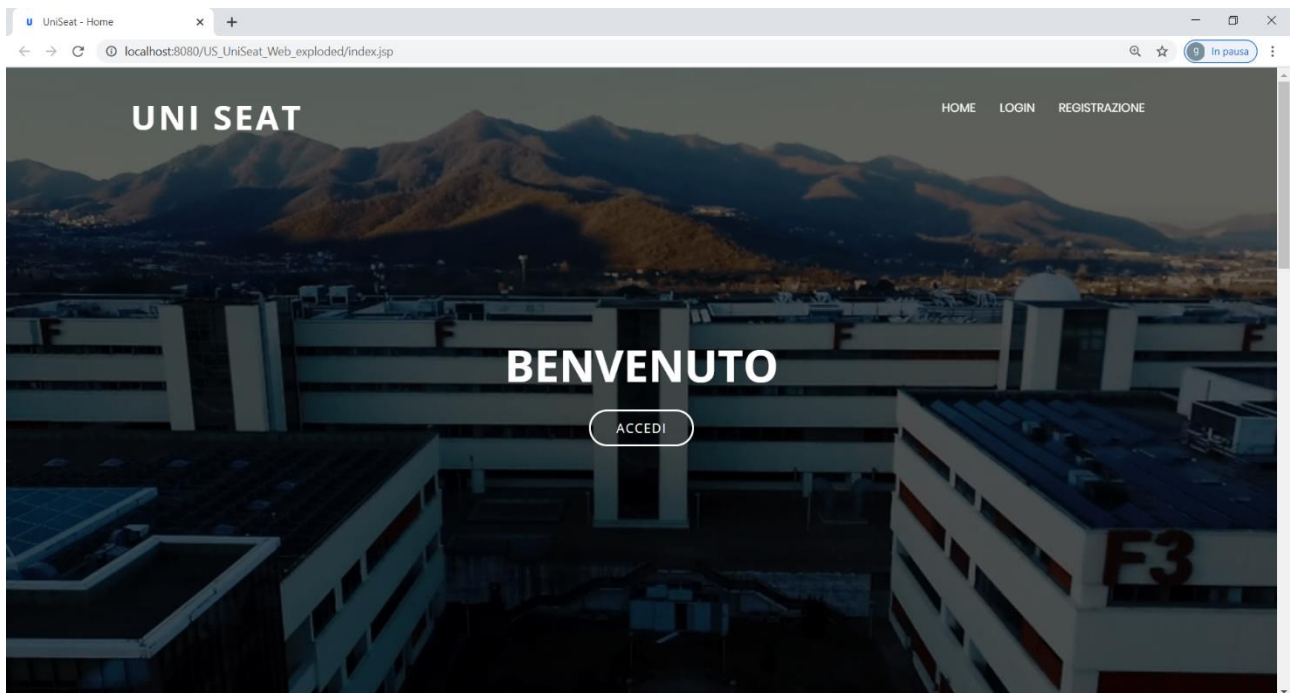 U UniSeat - Home
localhost:8080/US_UniSeat_Web_exploded/index.jsp
g In pausa
UNI SEAT
HOME LOGIN REGISTRAZIONE
F F F F
BENVENUTO
ACCEDI
F3